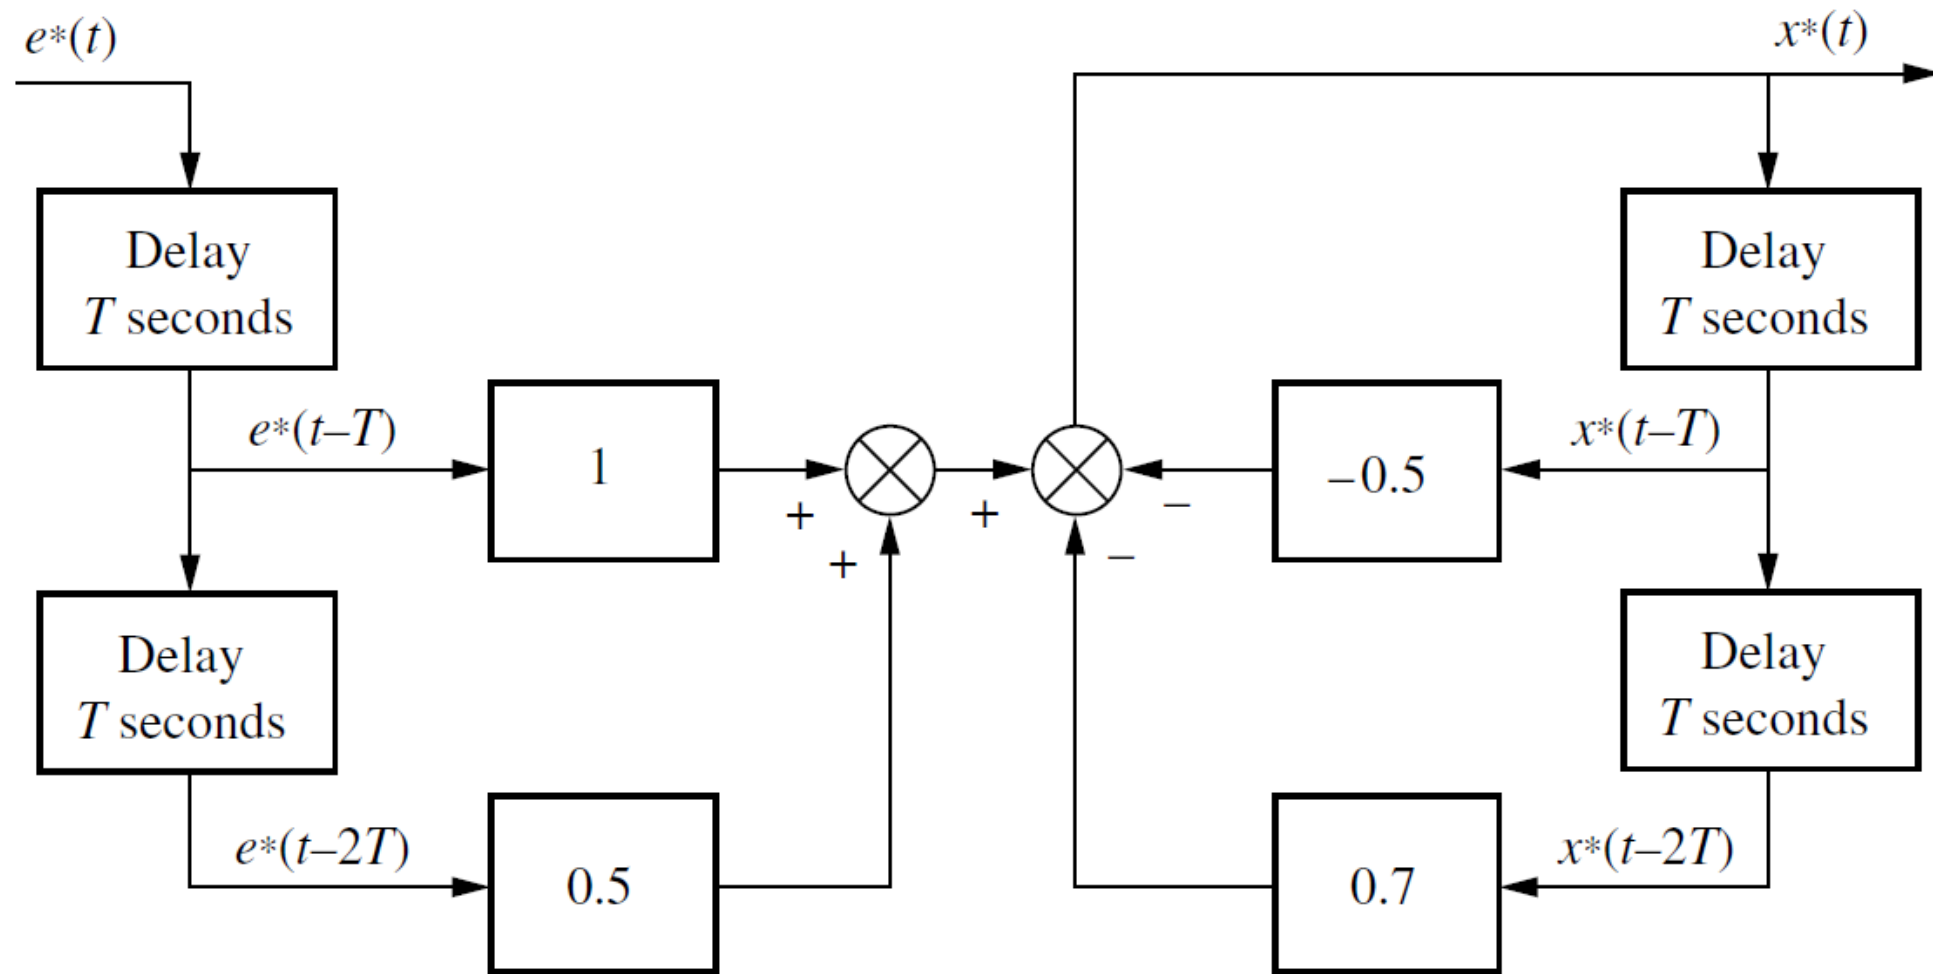 e*(t)
x*(t)
Delay
T seconds
Delay
T seconds
e*(t–T)
1
–0.5
x*(t–T)
+
+
–
+
–
Delay
T seconds
Delay
T seconds
e*(t–2T)
0.5
0.7
x*(t–2T)